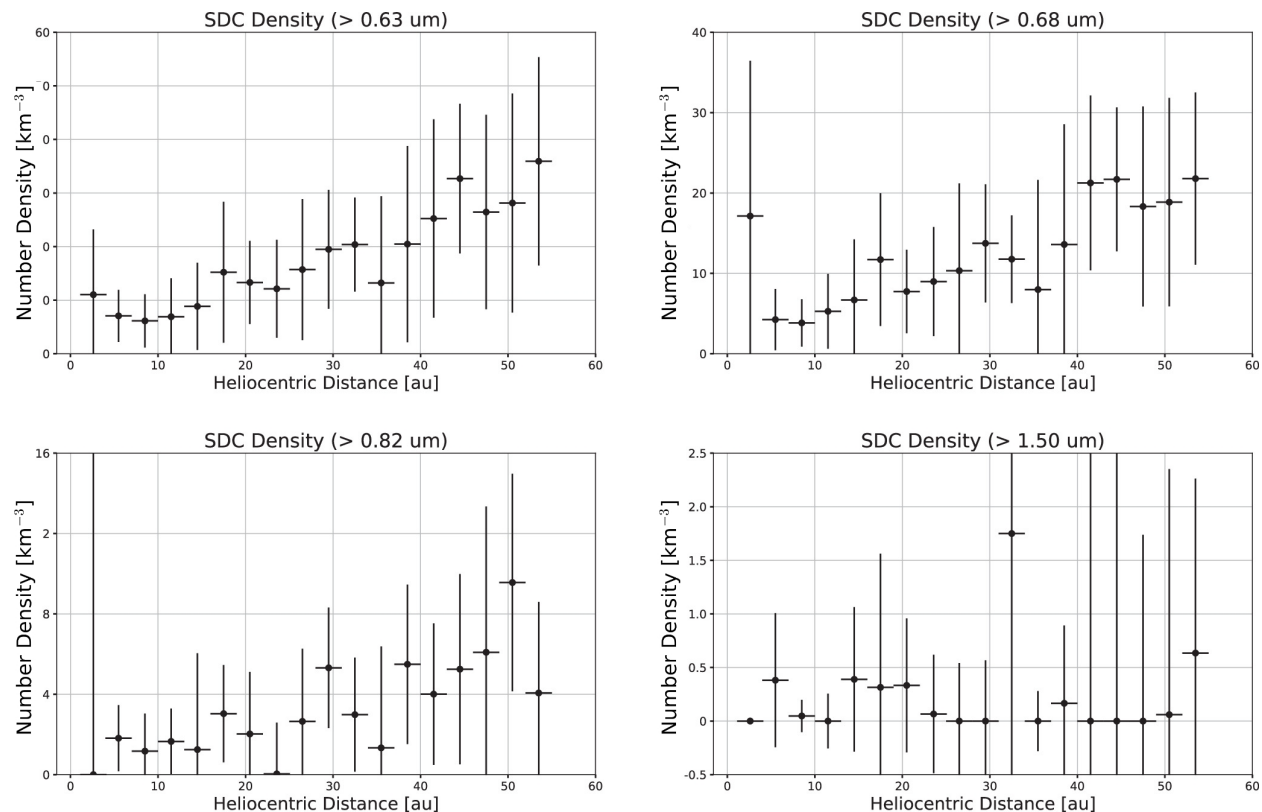 SDC Density (> 0.63 um)
60
0
0
0
0
0
0
Number Density [km⁻³]
0 10 20 30 40 50 60
Heliocentric Distance [au]
SDC Density (> 0.68 um)
40
30
20
10
0
Number Density [km⁻³]
0 10 20 30 40 50 60
Heliocentric Distance [au]
SDC Density (> 0.82 um)
16
2
8
4
0
Number Density [km⁻³]
0 10 20 30 40 50 60
Heliocentric Distance [au]
SDC Density (> 1.50 um)
2.5
2.0
1.5
1.0
0.5
0
-0.5
Number Density [km⁻³]
0 10 20 30 40 50 60
Heliocentric Distance [au]